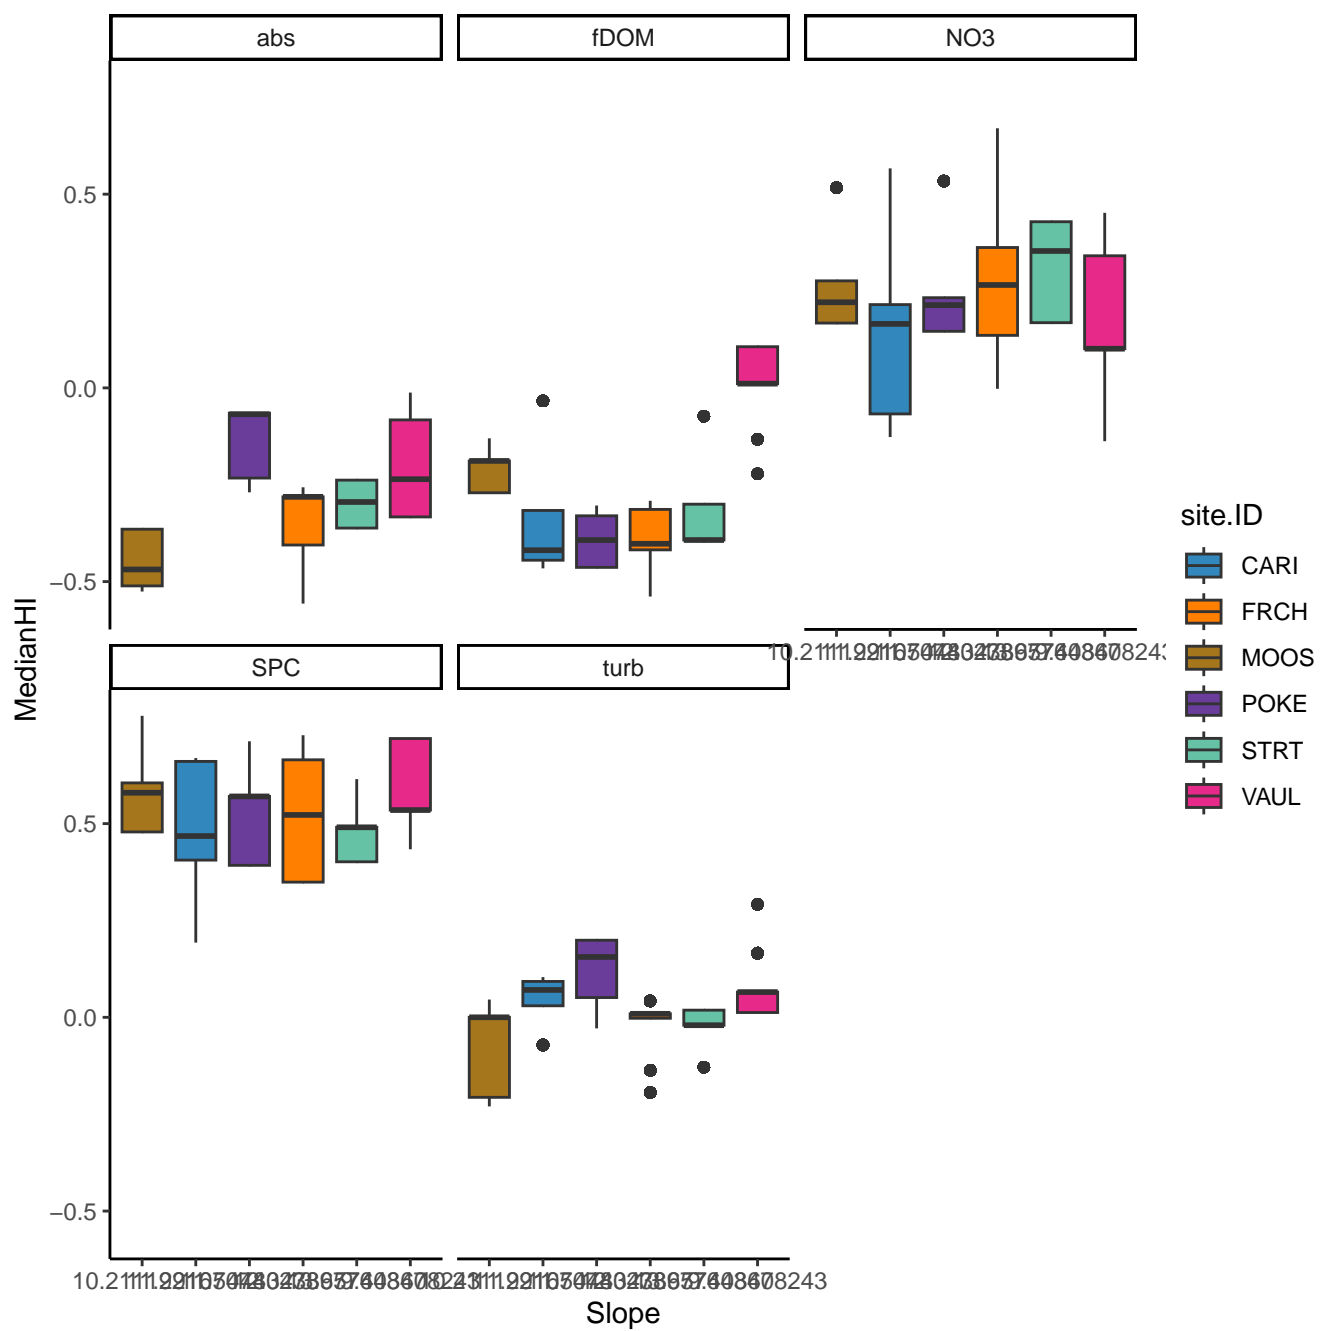 abs
fDOM
NO3
0.5
0.0
−0.5
SPC
turb
0.5
0.0
−0.5
MedianHI
Slope
site.ID
CARI
FRCH
MOOS
POKE
STRT
VAUL